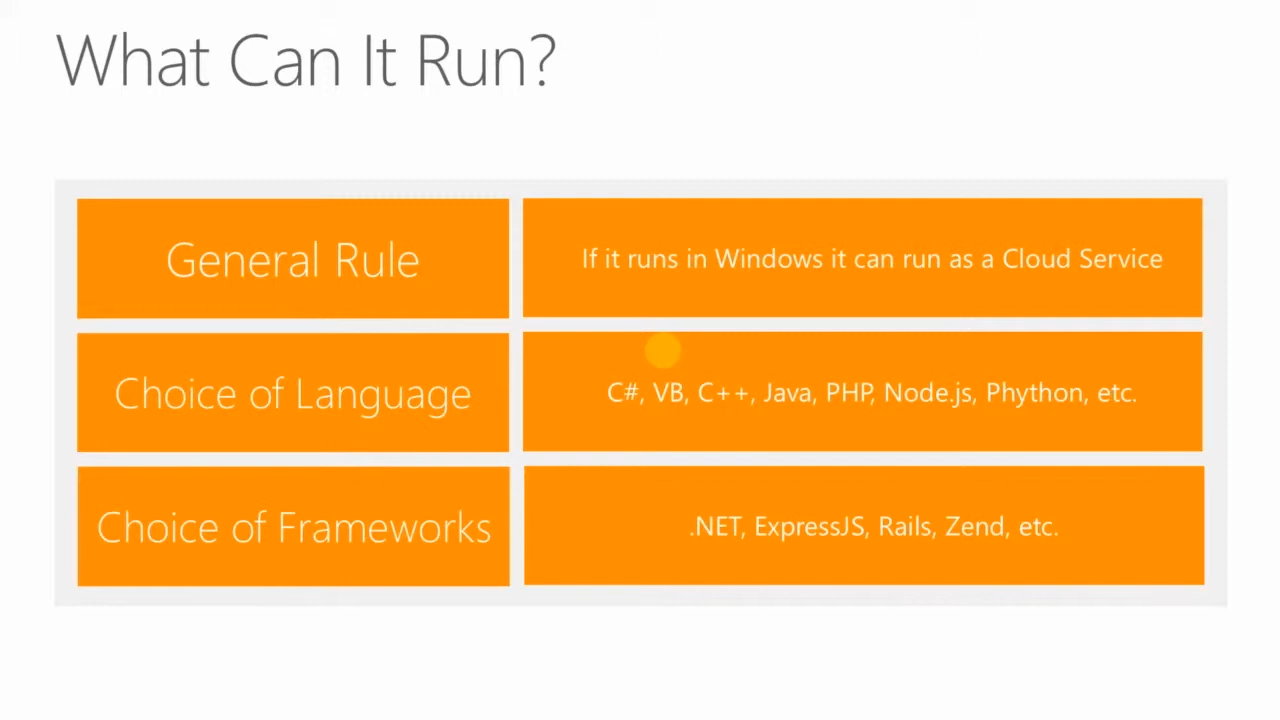 What Can It Run?
General Rule
If it runs in Windows it can run as a Cloud Service
Choice of Language
C#, VB, C++, Java, PHP, Node.js, Phython, etc.
Choice of Frameworks
.NET, ExpressJS, Rails, Zend, etc.